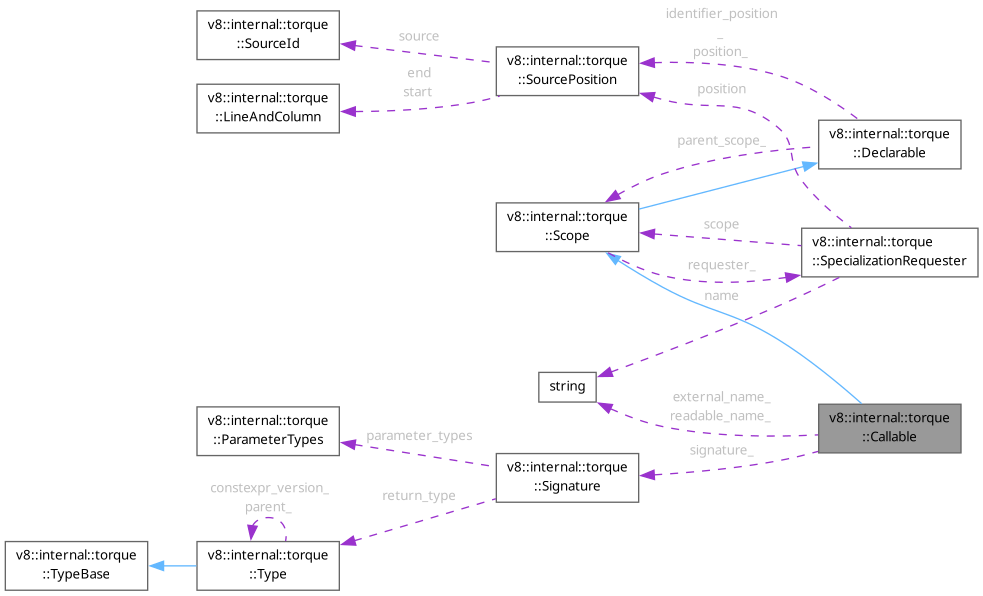 v8::internal::torque
::SourceId
source
identifier_position
_
position_
v8::internal::torque
::SourcePosition
end
start
v8::internal::torque
::LineAndColumn
position
v8::internal::torque
::Declarable
parent_scope_
v8::internal::torque
::Scope
scope
v8::internal::torque
::SpecializationRequester
requester_
name
string
external_name_
readable_name_
v8::internal::torque
::Callable
v8::internal::torque
::ParameterTypes
parameter_types
signature_
v8::internal::torque
::Signature
constexpr_version_
parent_
return_type
v8::internal::torque
::TypeBase
v8::internal::torque
::Type